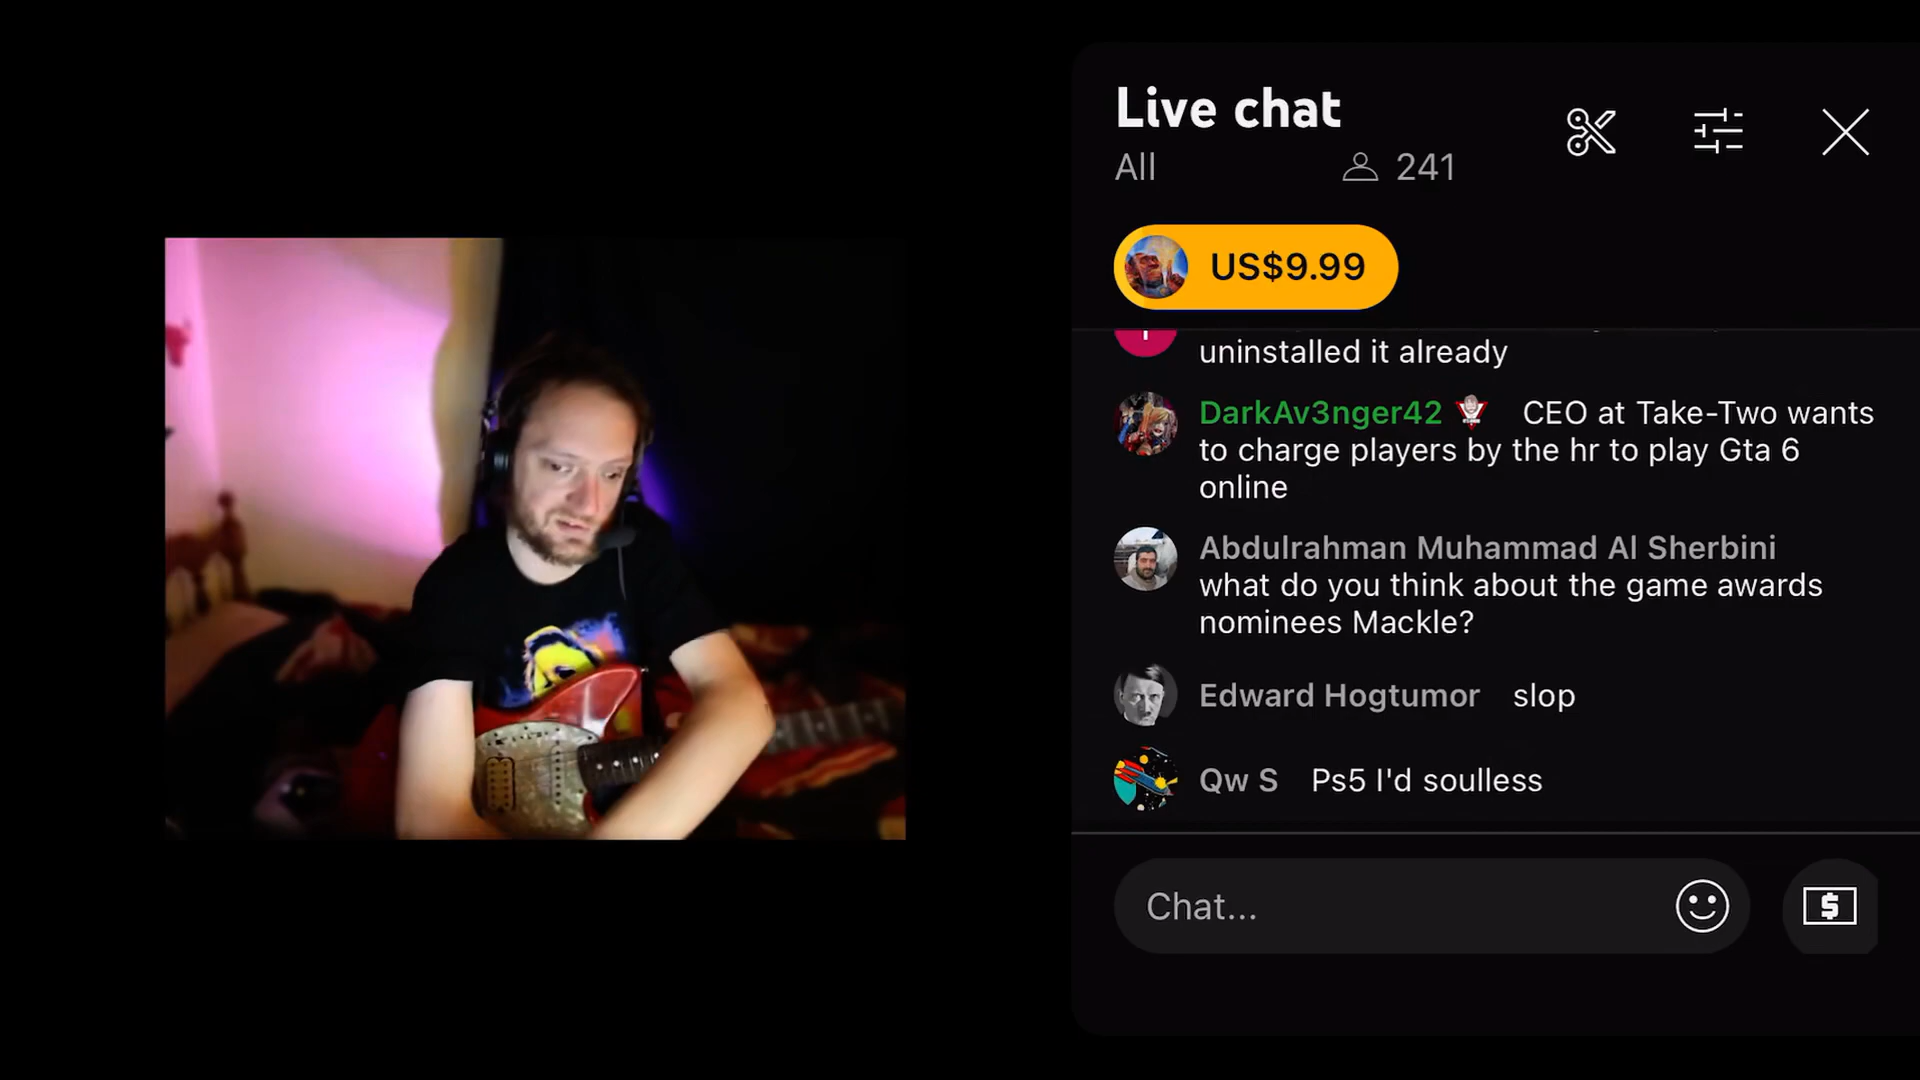 Live chat
All 241
US$9.99
uninstalled it already
DarkAv3nger42 CEO at Take-Two wants
to charge players by the hr to play Gta 6
online
Abdulrahman Muhammad Al Sherbini
what do you think about the game awards
nominees Mackle?
Edward Hogtumor slop
Qw S Ps5 I'd soulless
Chat...
$